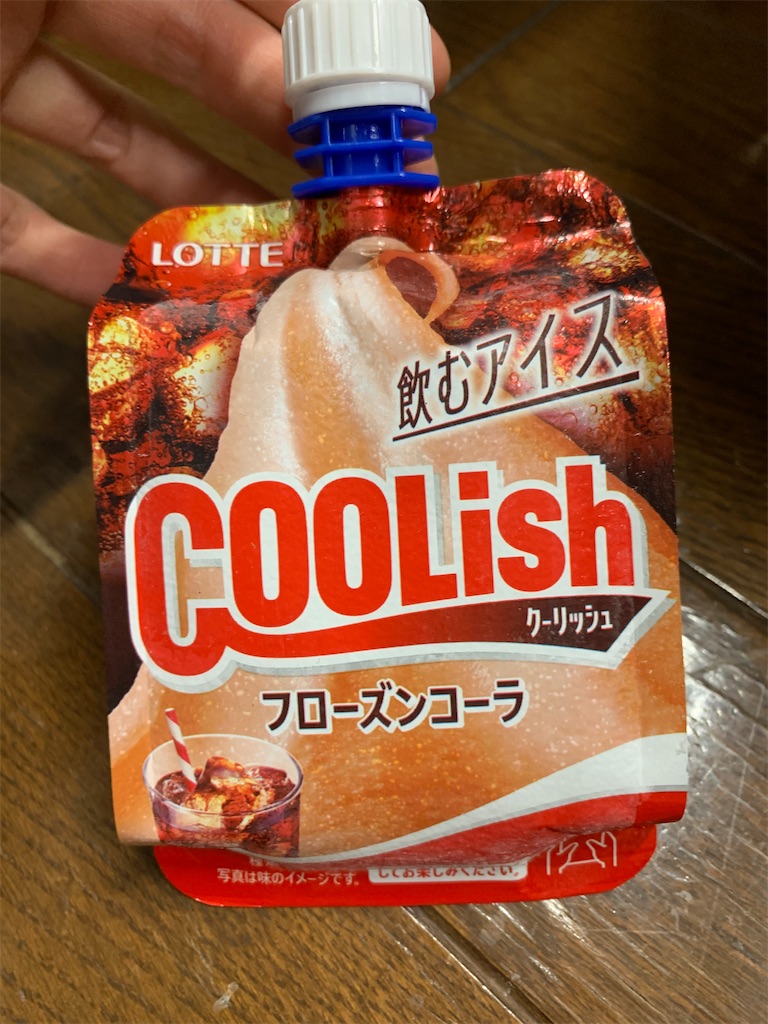 LOTTE
飲むアイス
COOLish
クーリッシュ
フローズンコーラ
写真は味のイメージです。
してお楽しみください。